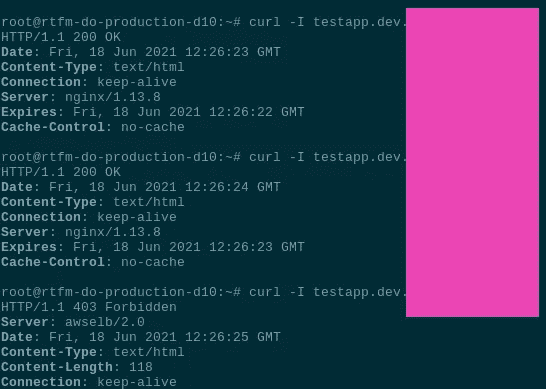 root@rtfm-do-production-d10:~# curl -I testapp.dev.
HTTP/1.1 200 OK
Date: Fri, 18 Jun 2021 12:26:23 GMT
Content-Type: text/html
Connection: keep-alive
Server: nginx/1.13.8
Expires: Fri, 18 Jun 2021 12:26:22 GMT
Cache-Control: no-cache
root@rtfm-do-production-d10:~# curl -I testapp.dev.
HTTP/1.1 200 OK
Date: Fri, 18 Jun 2021 12:26:24 GMT
Content-Type: text/html
Connection: keep-alive
Server: nginx/1.13.8
Expires: Fri, 18 Jun 2021 12:26:23 GMT
Cache-Control: no-cache
root@rtfm-do-production-d10:~# curl -I testapp.dev.
HTTP/1.1 403 Forbidden
Server: awselb/2.0
Date: Fri, 18 Jun 2021 12:26:25 GMT
Content-Type: text/html
Content-Length: 118
Connection: keep-alive